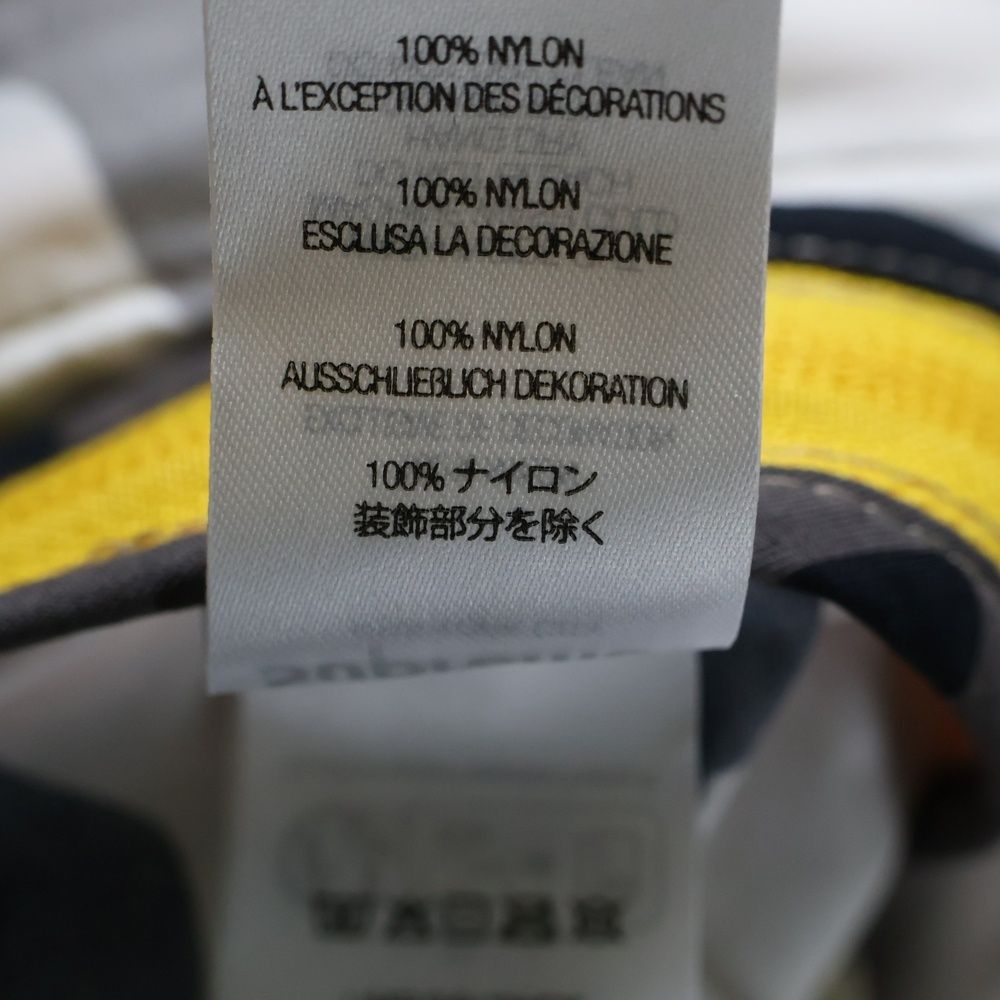 100% NYLON
À L'EXCEPTION DES DÉCORATIONS
100% NYLON
ESCLUSA LA DECORAZIONE
100% NYLON
AUSSCHLIEßLICH DEKORATION
100% ナイロン
装飾部分を除く